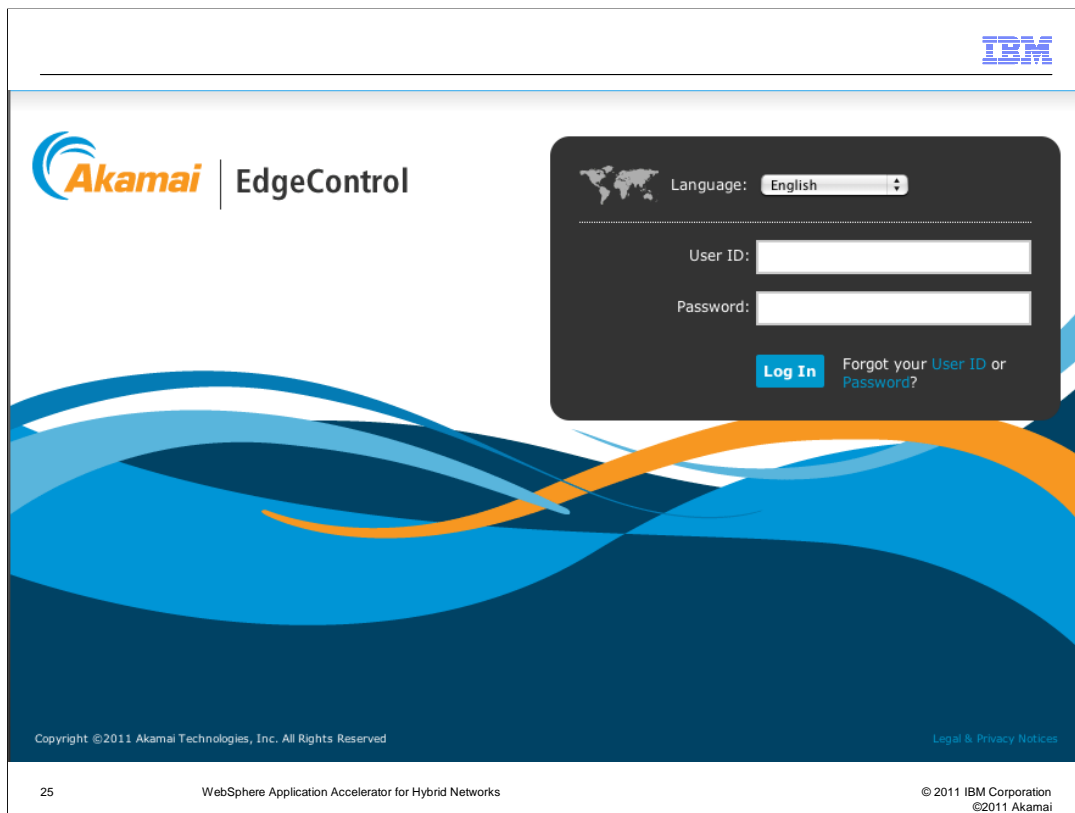 IBM
Akamai EdgeControl
Language: English
User ID:
Password:
Log In
Forgot your User ID or
Password?
Copyright ©2011 Akamai Technologies, Inc. All Rights Reserved
Legal & Privacy Notices
25
WebSphere Application Accelerator for Hybrid Networks
© 2011 IBM Corporation
©2011 Akamai